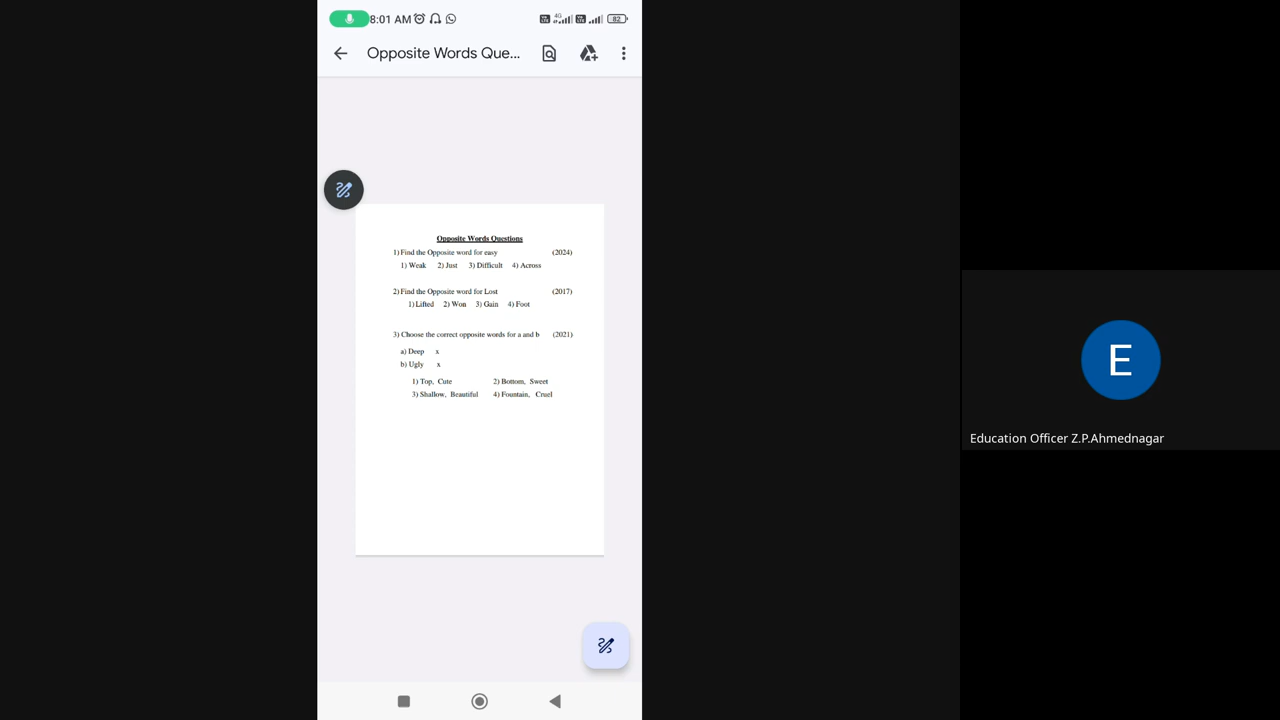 8:01 AM
4G
82
Opposite Words Que...
Opposite Words Questions
1) Find the Opposite word for easy (2024)
1) Weak 2) Just 3) Difficult 4) Across
2) Find the Opposite word for Lost (2017)
1) Lifted 2) Won 3) Gain 4) Foot
3) Choose the correct opposite words for a and b (2021)
a) Deep x
b) Ugly x
1) Top, Cute 2) Bottom, Sweet
3) Shallow, Beautiful 4) Fountain, Cruel
E
Education Officer Z.P.Ahmednagar